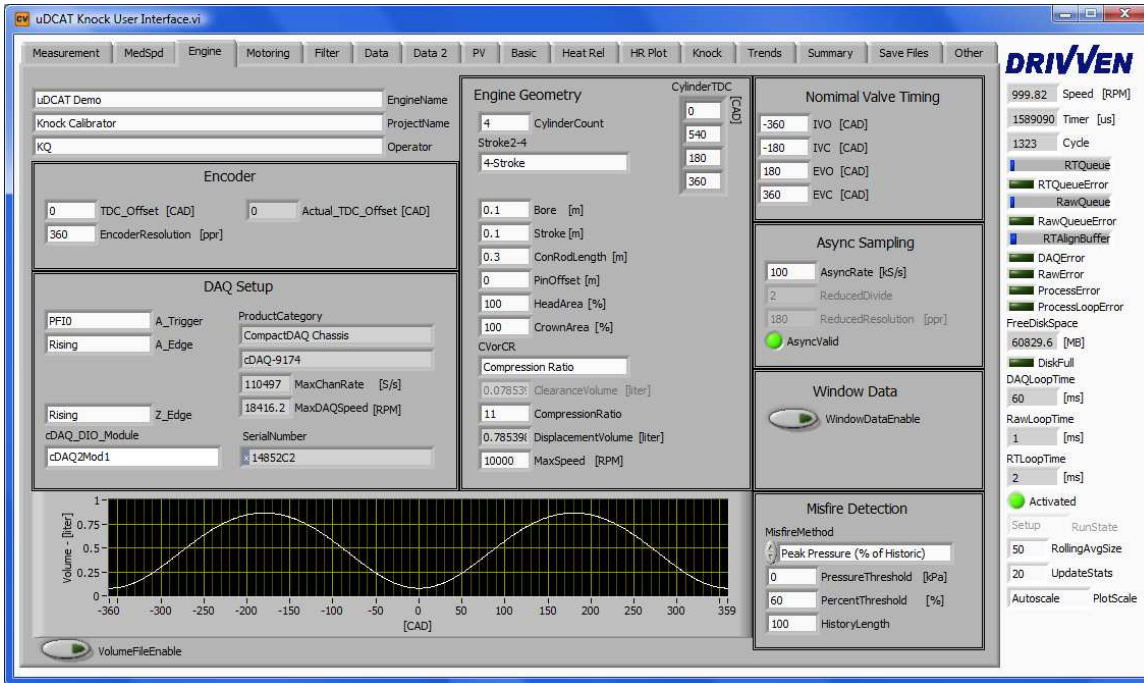 uDCAT Knock User Interface.vi
Measurement MedSpd Engine Motoring Filter Data Data 2 PV Basic Heat Rel HR Plot Knock Trends Summary Save Files Other
uDCAT Demo EngineName
Knock Calibrator ProjectName
KQ Operator
Encoder
0 TDC_Offset [CAD] 0 Actual_TDC_Offset [CAD]
360 EncoderResolution [ppr]
DAQ Setup
PFI0 A_Trigger
Rising A_Edge
ProductCategory
CompactDAQ Chassis
cDAQ-9174
110497 MaxChanRate [S/s]
Rising Z_Edge
18416.2 MaxDAQSpeed [RPM]
cDAQ_DIO_Module
cDAQ2Mod1
SerialNumber
x 14852C2
Engine Geometry
4 CylinderCount
Stroke2-4
4-Stroke
CylinderTDC
[CAD]
0
540
180
360
0.1 Bore [m]
0.1 Stroke [m]
0.3 ConRodLength [m]
0 PinOffset [m]
100 HeadArea [%]
100 CrownArea [%]
CVorCR
Compression Ratio
0.07853 ClearanceVolume [liter]
11 CompressionRatio
0.785398 DisplacementVolume [liter]
10000 MaxSpeed [RPM]
Nomimal Valve Timing
-360 IVO [CAD]
-180 IVC [CAD]
180 EVO [CAD]
360 EVC [CAD]
Async Sampling
100 AsyncRate [kS/s]
2 ReducedDivide
180 ReducedResolution [ppr]
AsyncValid
Window Data
WindowDataEnable
Misfire Detection
MisfireMethod
Peak Pressure (% of Historic)
0 PressureThreshold [kPa]
60 PercentThreshold [%]
100 HistoryLength
Volume - [liter]
1
0.75
0.5
0.25
0
-360 -300 -250 -200 -150 -100 -50 0 50 100 150 200 250 300 359
[CAD]
VolumeFileEnable
DRIVVEN
999.82 Speed [RPM]
1589090 Timer [us]
1323 Cycle
RTQueue
RTQueueError
RawQueue
RawQueueError
RTAlignBuffer
DAQError
RawError
ProcessError
ProcessLoopError
FreeDiskSpace
60829.6 [MB]
DiskFull
DAQLoopTime
60 [ms]
RawLoopTime
1 [ms]
RTLoopTime
2 [ms]
Activated
Setup RunState
50 RollingAvgSize
20 UpdateStats
Autoscale PlotScale